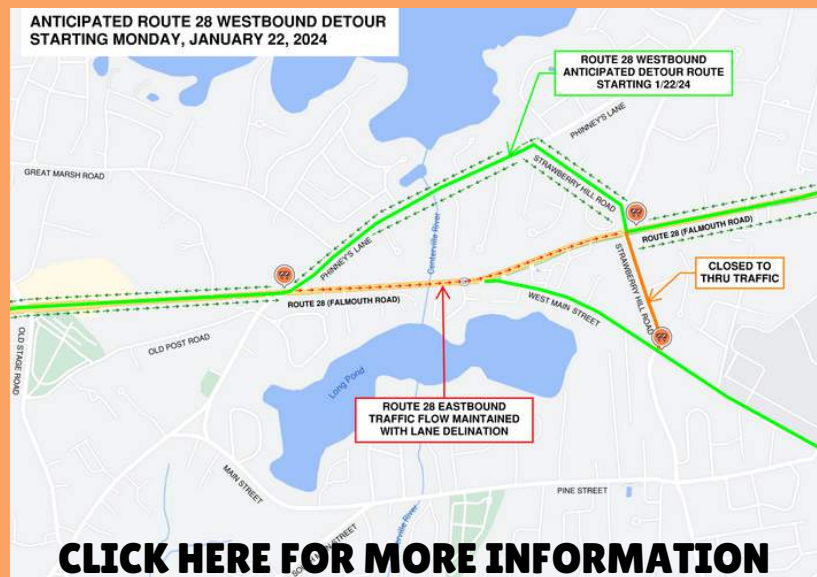 ANTICIPATED ROUTE 28 WESTBOUND DETOUR
STARTING MONDAY, JANUARY 22, 2024
ROUTE 28 WESTBOUND
ANTICIPATED DETOUR ROUTE
STARTING 1/22/24
PHINNEY'S LANE
GREAT MARSH ROAD
STRAWBERRY HILL ROAD
Centerville River
PHINNEY'S LANE
ROUTE 28 (FALMOUTH ROAD)
STRAWBERRY HILL ROAD
CLOSED TO
THRU TRAFFIC
ROUTE 28 (FALMOUTH ROAD)
WEST MAIN STREET
OLD STAGE ROAD
OLD POST ROAD
Long Pond
ROUTE 28 EASTBOUND
TRAFFIC FLOW MAINTAINED
WITH LANE DELINATION
MAIN STREET
PINE STREET
River
MAIN STREET
CLICK HERE FOR MORE INFORMATION